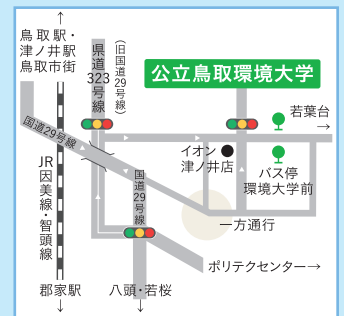 ↑
鳥取駅・
津ノ井駅
鳥取市街
県道
323
号線
(旧国道29号線)
公立鳥取環境大学
若葉台
国道29号線
イオン
津ノ井店
バス停
環境大学前
JR因美線・智頭線
国道29号線
一方通行
ポリテクセンター→
郡家駅
↓
八頭・若桜
↓